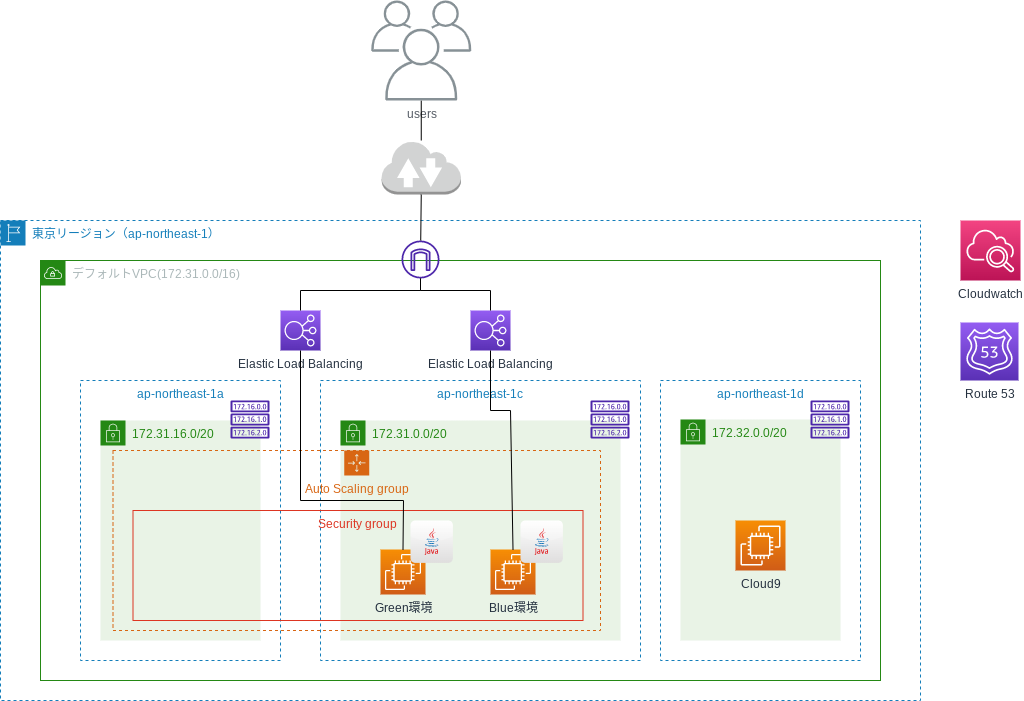 users
東京リージョン（ap-northeast-1）
デフォルトVPC(172.31.0.0/16)
Cloudwatch
53
Route 53
Elastic Load Balancing
Elastic Load Balancing
ap-northeast-1a
172.16.0.0
172.16.1.0
172.16.2.0
172.31.16.0/20
ap-northeast-1c
172.16.0.0
172.16.1.0
172.16.2.0
172.31.0.0/20
ap-northeast-1d
172.16.0.0
172.16.1.0
172.16.2.0
172.32.0.0/20
Auto Scaling group
Security group
Java
Green環境
Java
Blue環境
Cloud9